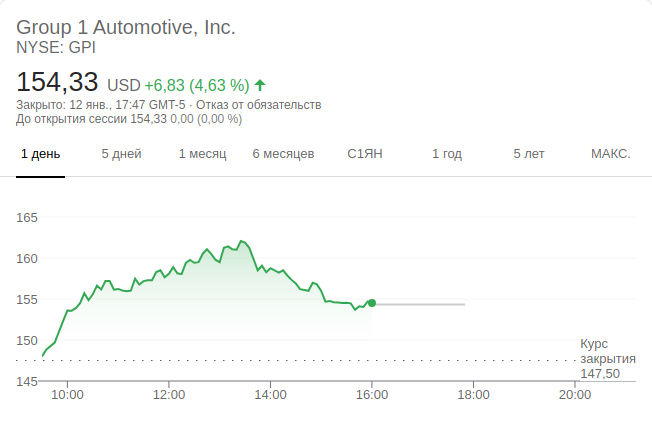 Group 1 Automotive, Inc.
NYSE: GPI
154,33 USD +6,83 (4,63 %)
Закрыто: 12 янв., 17:47 GMT-5 · Отказ от обязательств
До открытия сессии 154,33 0,00 (0,00 %)
1 день 5 дней 1 месяц 6 месяцев С1ЯН 1 год 5 лет МАКС.
165
160
155
150
Курс
закрытия
147,50
145
10:00 12:00 14:00 16:00 18:00 20:00